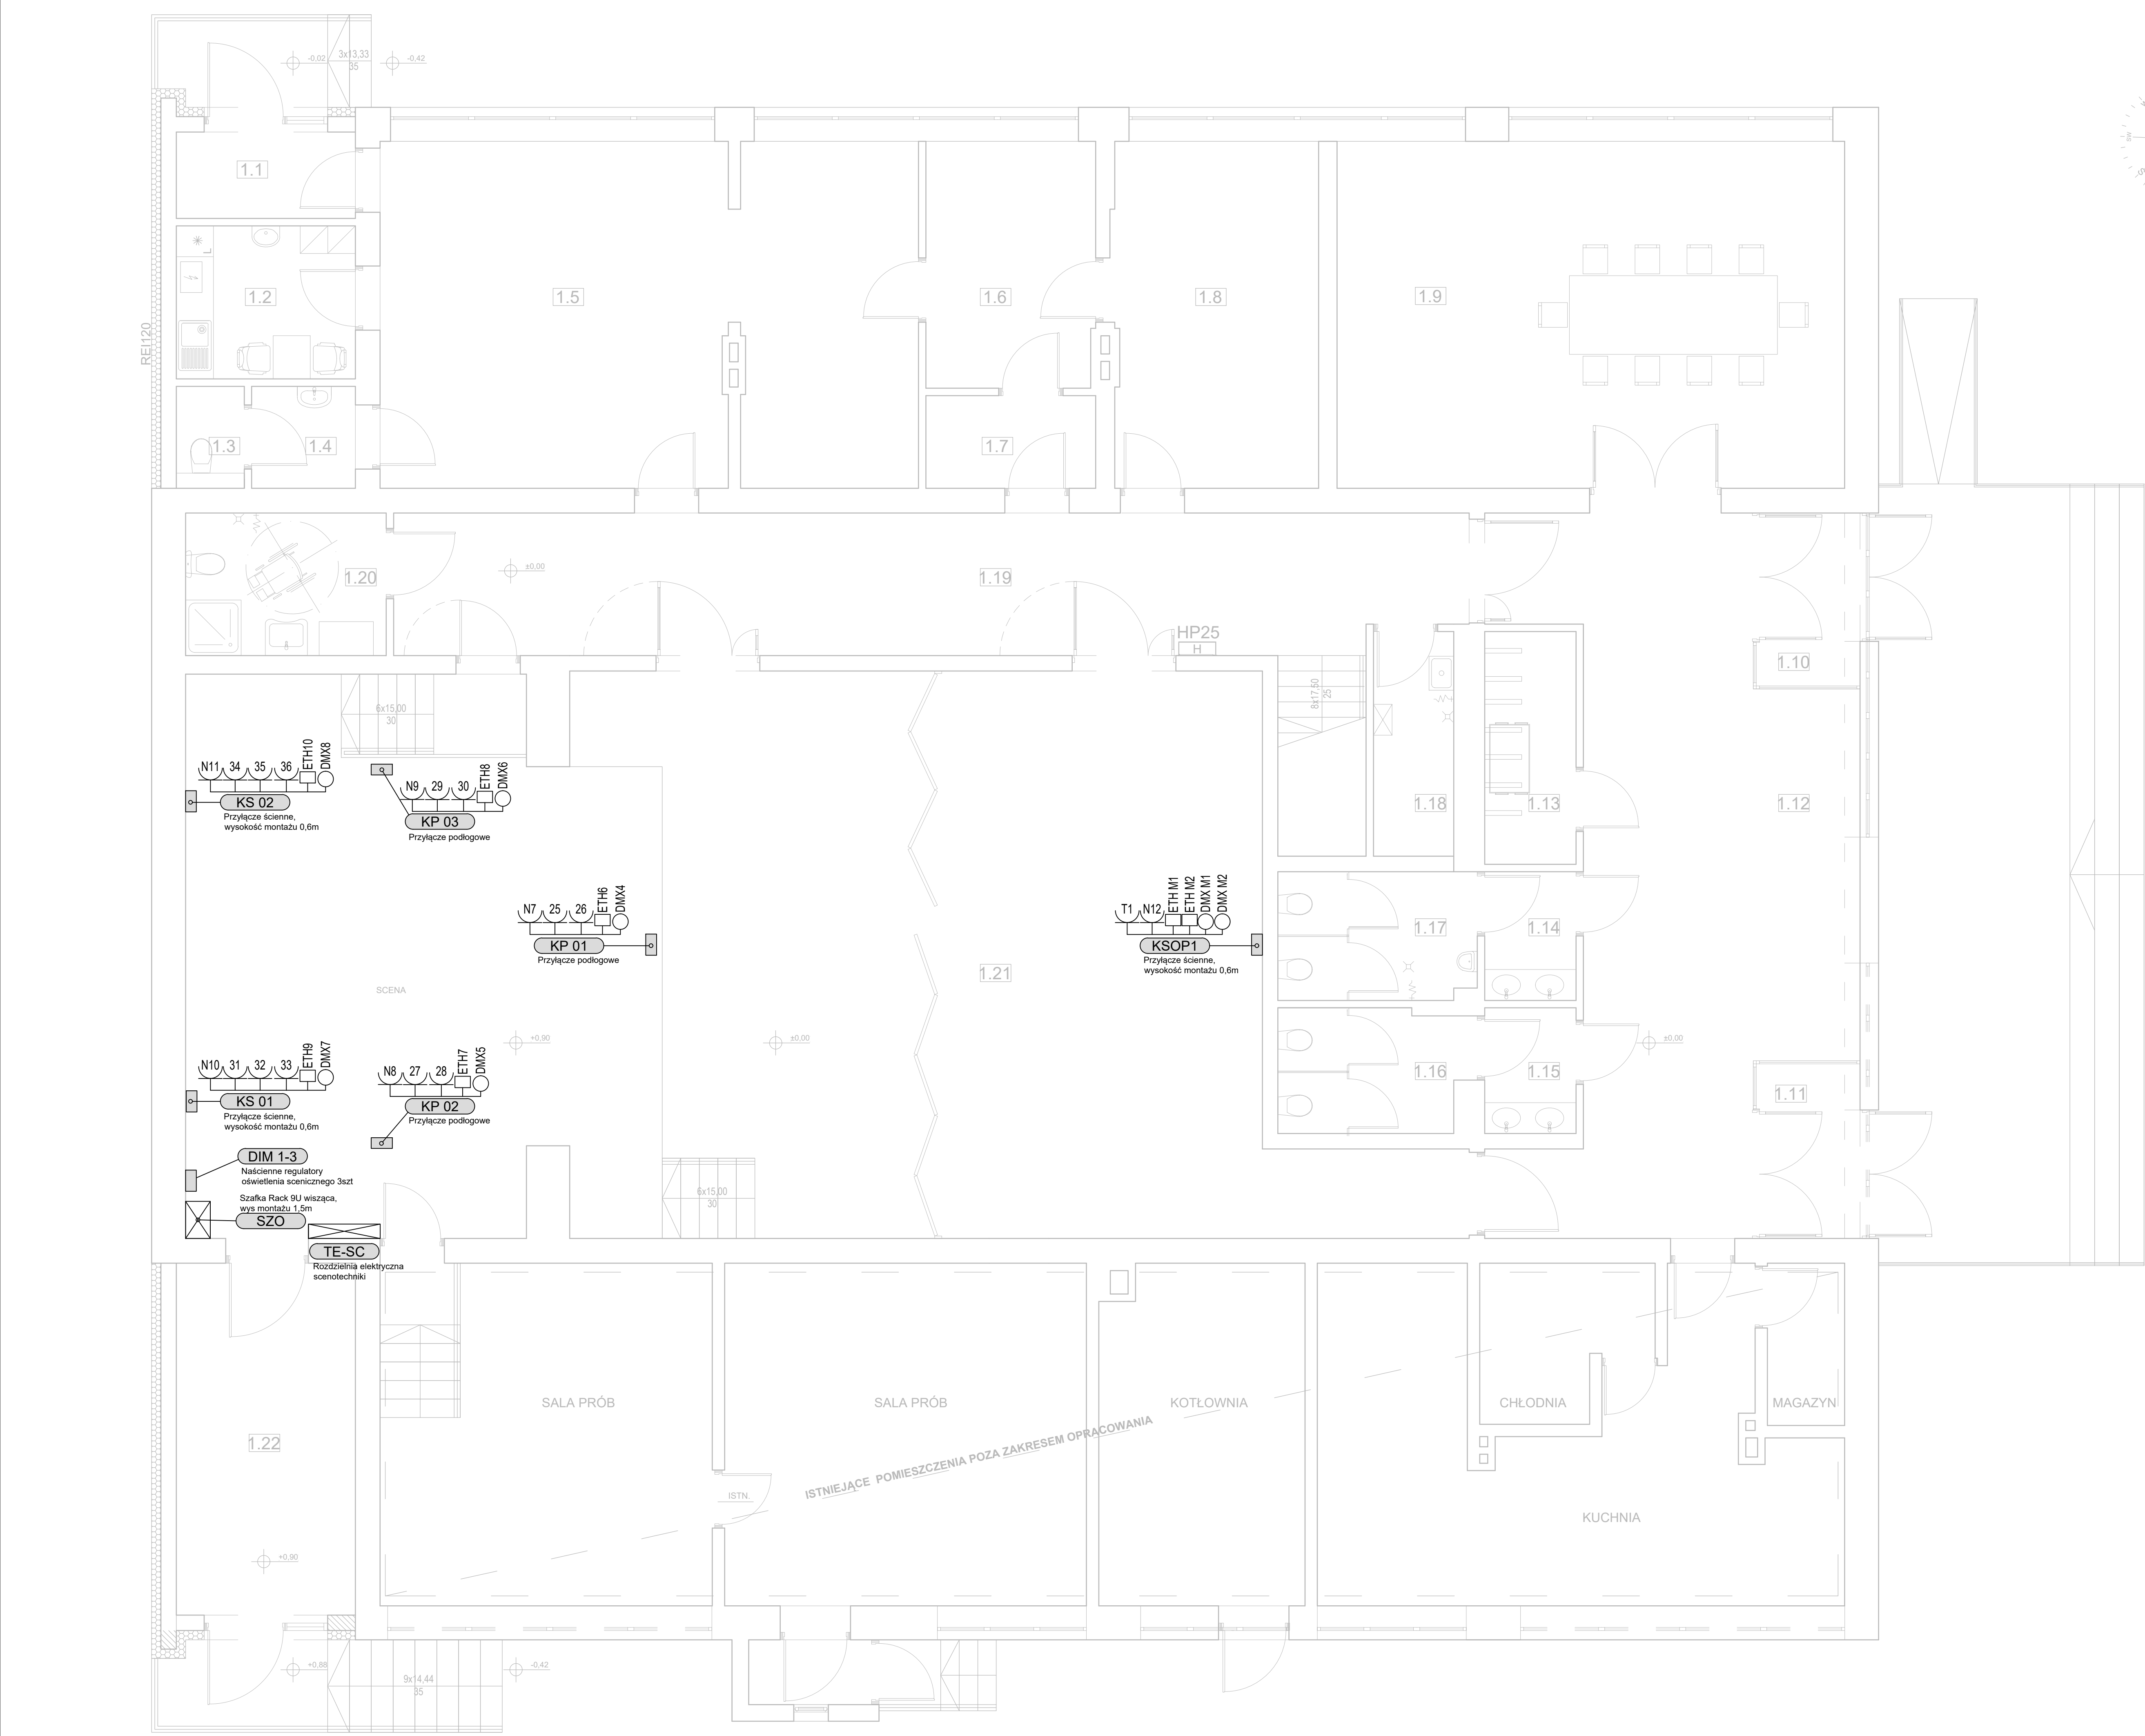 -0,02
3x13,33
35
-0,42
1.1
L
1.2
REI120
1.5
1.6
1.8
1.9
1.3
1.4
1.7
1.20
±0,00
1.19
HP25
H
1.10
6x15,00
30
8x17,50
25
N11 34 35 36 ETH10 DMX8
KS 02
Przyłącze ścienne,
wysokość montażu 0,6m
N9 29 30 ETH8 DMX6
KP 03
Przyłącze podłogowe
1.18
1.13
1.12
N7 25 26 ETH6 DMX4
KP 01
Przyłącze podłogowe
T1 N12 ETH M1 ETH M2 DMX M1 DMX M2
KSOP1
Przyłącze ścienne,
wysokość montażu 0,6m
1.17
1.14
1.21
SCENA
+0,90
±0,00
±0,00
N10 31 32 33 ETH9 DMX7
KS 01
Przyłącze ścienne,
wysokość montażu 0,6m
N8 27 28 ETH7 DMX5
KP 02
Przyłącze podłogowe
1.16
1.15
1.11
DIM 1-3
Naścienne regulatory
oświetlenia scenicznego 3szt
Szafka Rack 9U wisząca,
wys montażu 1,5m
SZO
6x15,00
30
TE-SC
Rozdzielnia elektryczna
scenotechniki
SALA PRÓB
SALA PRÓB
KOTŁOWNIA
CHŁODNIA
MAGAZYN
1.22
ISTNIEJĄCE POMIESZCZENIA POZA ZAKRESEM OPRACOWANIA
ISTN.
KUCHNIA
+0,90
+0,88
9x14,44
35
-0,42